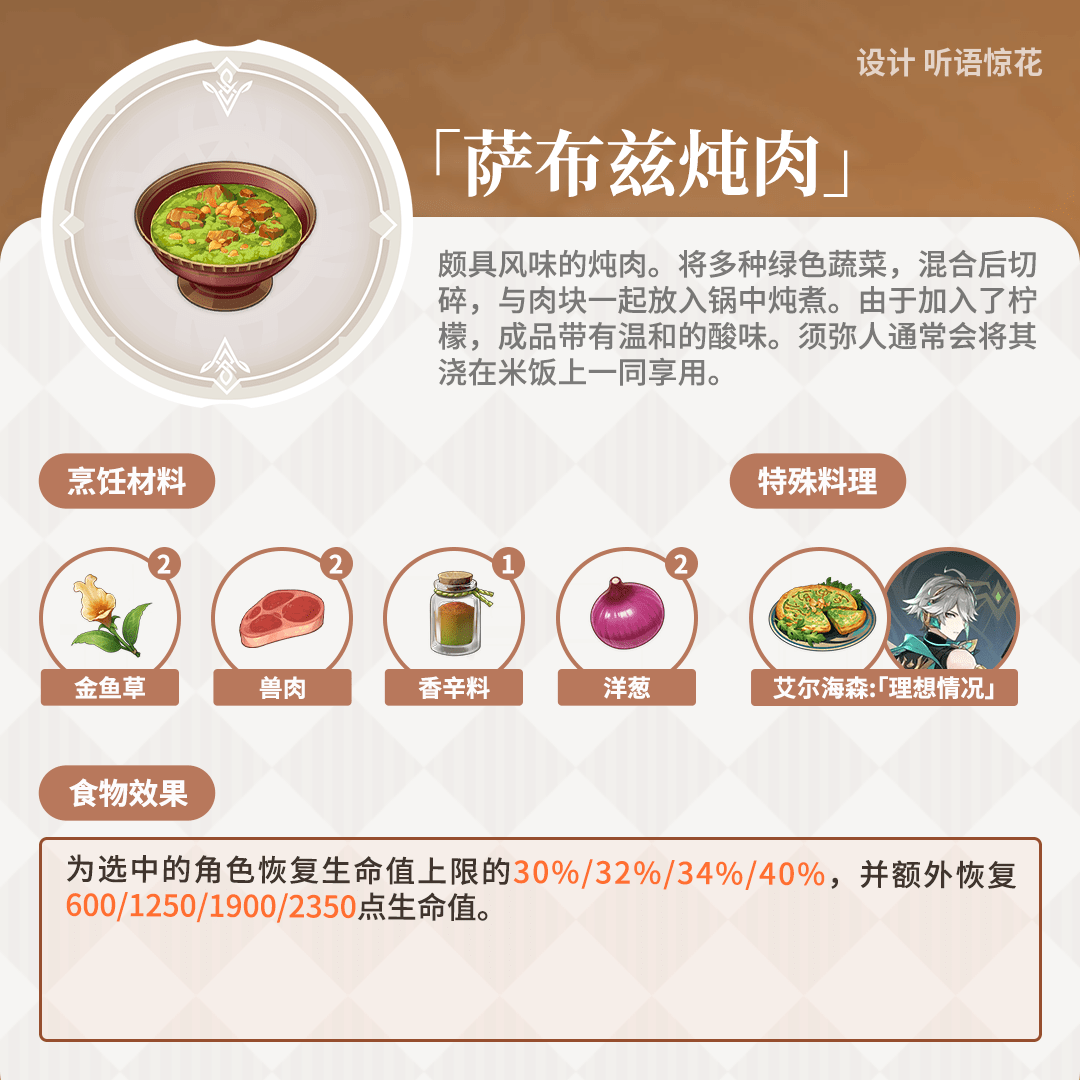 设计 听语惊花
「萨布兹炖肉」
颇具风味的炖肉。将多种绿色蔬菜，混合后切
碎，与肉块一起放入锅中炖煮。由于加入了柠
檬，成品带有温和的酸味。须弥人通常会将其
浇在米饭上一同享用。
烹饪材料
特殊料理
2
2
1
2
金鱼草
兽肉
香辛料
洋葱
艾尔海森:「理想情况」
食物效果
为选中的角色恢复生命值上限的30%/32%/34%/40%，并额外恢复
600/1250/1900/2350点生命值。